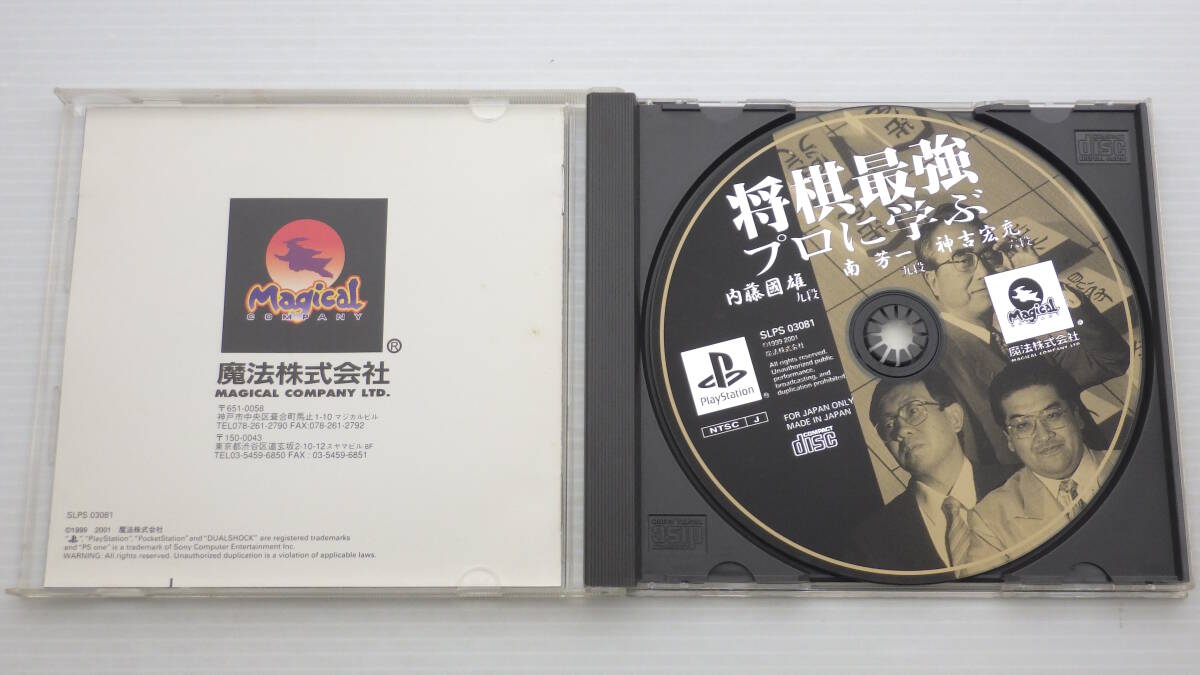 Magical
COMPANY
®
魔法株式会社
MAGICAL COMPANY LTD.
〒651-0058
神戸市中央区葺合町馬止1-10 マジカルビル
TEL078-261-2790 FAX:078-261-2792
〒150-0043
東京都渋谷区道玄坂2-10-12スヤマビル8F
TEL03-5459-6850 FAX : 03-5459-6851
SLPS 03081
©1999 2001 魔法株式会社
" ", "PlayStation", "PocketStation" and "DUALSHOCK" are registered trademarks
and "PS one" is a trademark of Sony Computer Entertainment Inc.
WARNING: All rights reserved. Unauthorized duplication is a violation of applicable laws.
将棋最強
プロに学ぶ
内藤國雄 九段
南 芳一 九段
神吉宏充 六段
SLPS 03081
©1999 2001
魔法株式会社
All rights reserved.
Unauthorized public
performance,
broadcasting, and
duplication prohibited
PlayStation
®
NTSC J
FOR JAPAN ONLY
MADE IN JAPAN
COMPACT
disc
Magical
®
魔法株式会社
MAGICAL COMPANY LTD
COMPACT
disc